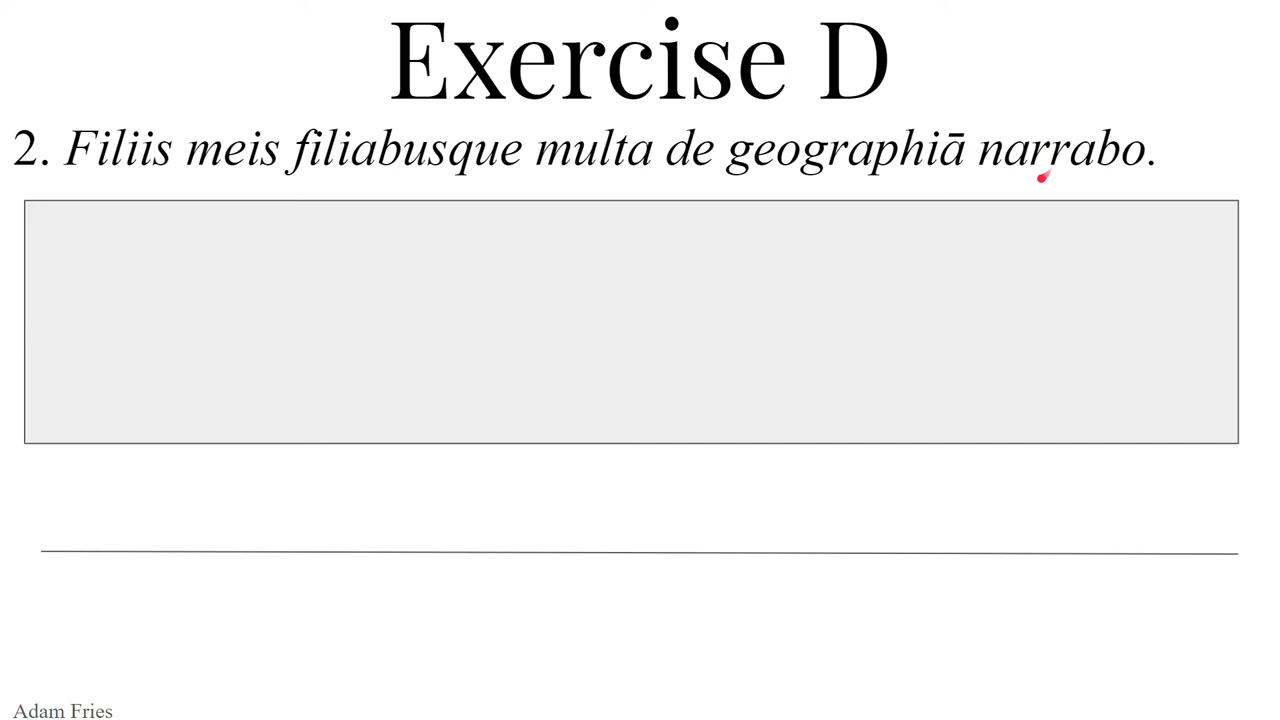 Exercise D
2. Filiis meis filiabusque multa de geographiā narrabo.
Adam Fries